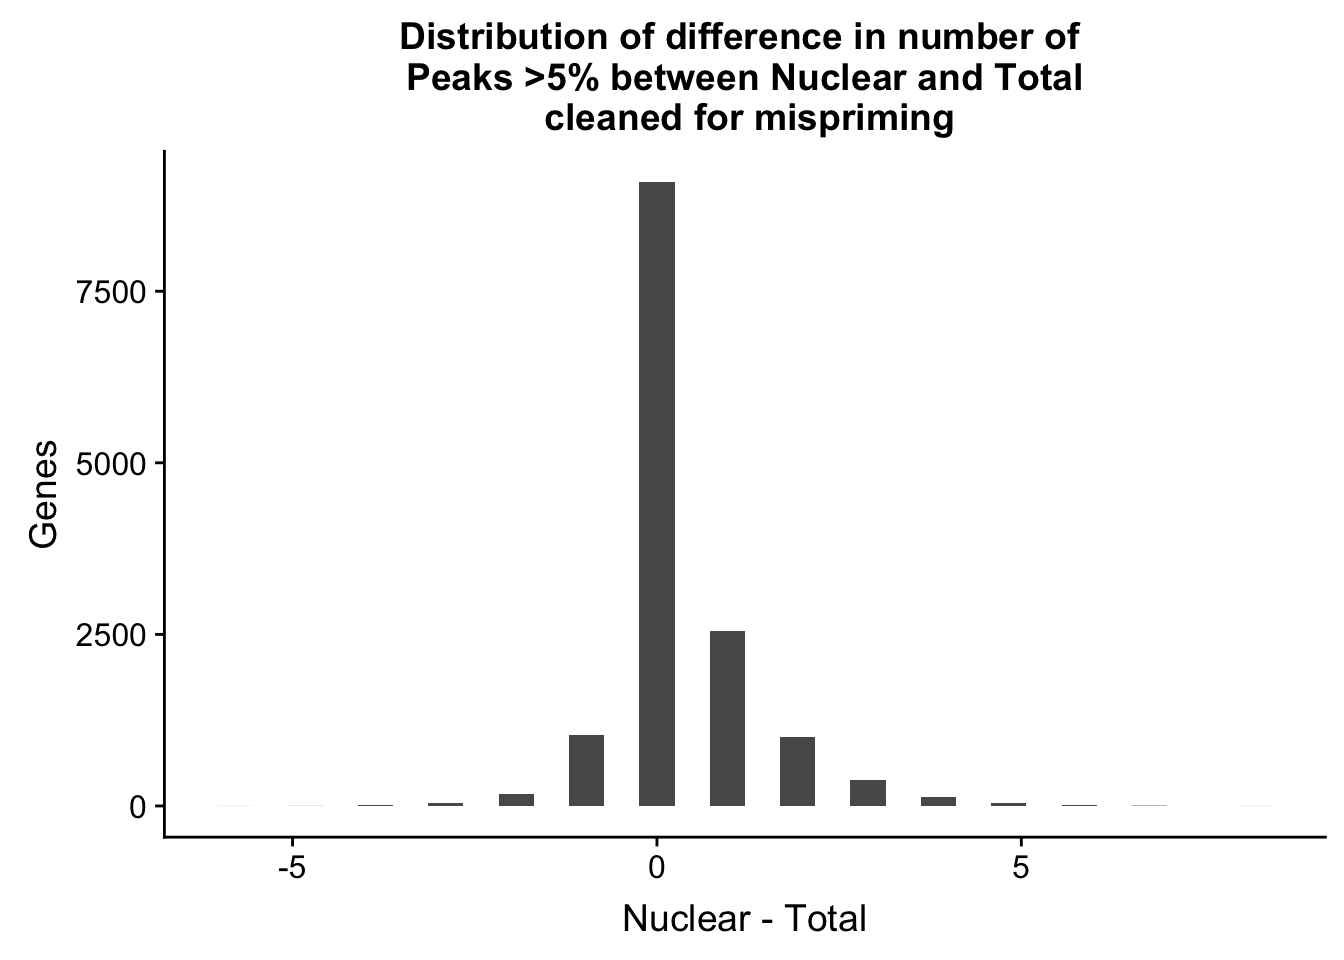 Distribution of difference in number of
Peaks >5% between Nuclear and Total
cleaned for mispriming
7500
5000
2500
0
Genes
-5
0
5
Nuclear - Total